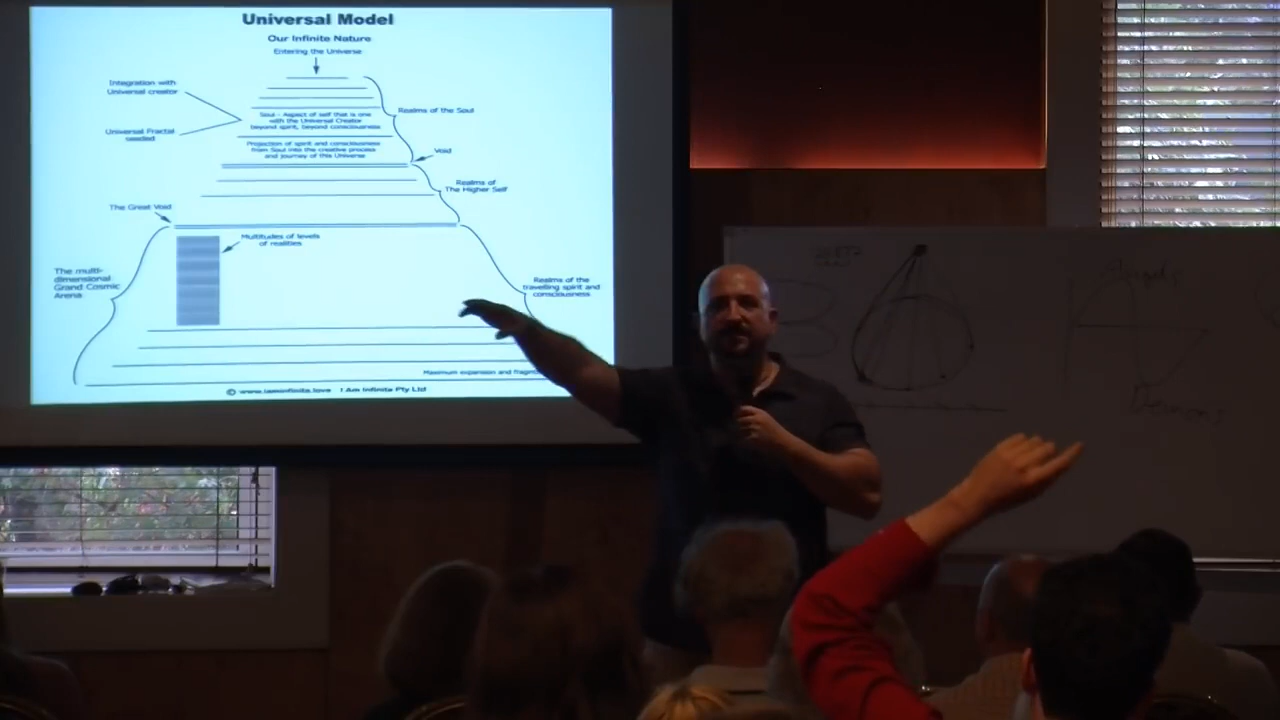 Universal Model
Our Infinite Nature
Entering the Universe
Integration with
Universal creator
Universal Fractal
seeded
Soul - Aspect of self that is one
with the Universal Creator
beyond spirit, beyond consciousness
Projection of spirit and consciousness
from Soul into the creative process
and journey of this Universe
Realms of the Soul
Void
Realms of
The Higher Self
The Great Void
Multitudes of levels
of realities
The multi-
dimensional
Grand Cosmic
Arena
Realms of the
travelling spirit and
consciousness
Maximum expansion and
© www.iaminfinite.love I Am Infinite Pty Ltd
Angels
Demons